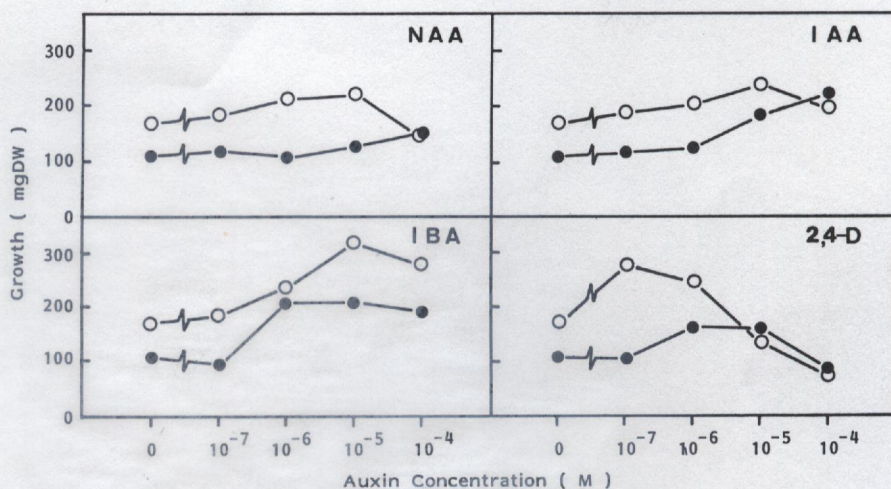 NAA
IAA
300
200
100
0
IBA
2,4-D
300
200
100
0
Growth ( mgDW )
0 10-7 10-6 10-5 10-4
0 10-7 10-6 10-5 10-4
Auxin Concentration ( M )